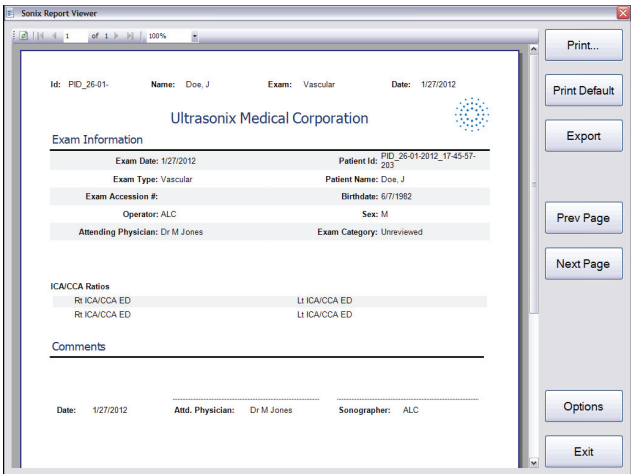 Sonix Report Viewer
1 of 1 100%
Print...
Print Default
Export
Prev Page
Next Page
Options
Exit
Id: PID_26-01- Name: Doe, J Exam: Vascular Date: 1/27/2012
Ultrasonix Medical Corporation
Exam Information
Exam Date: 1/27/2012 Patient Id: PID_26-01-2012_17-45-57-
203
Exam Type: Vascular Patient Name: Doe, J
Exam Accession #: Birthdate: 6/7/1982
Operator: ALC Sex: M
Attending Physician: Dr M Jones Exam Category: Unreviewed
ICA/CCA Ratios
Rt ICA/CCA ED Lt ICA/CCA ED
Rt ICA/CCA ED Lt ICA/CCA ED
Comments
Date: 1/27/2012 Attd. Physician: Dr M Jones Sonographer: ALC